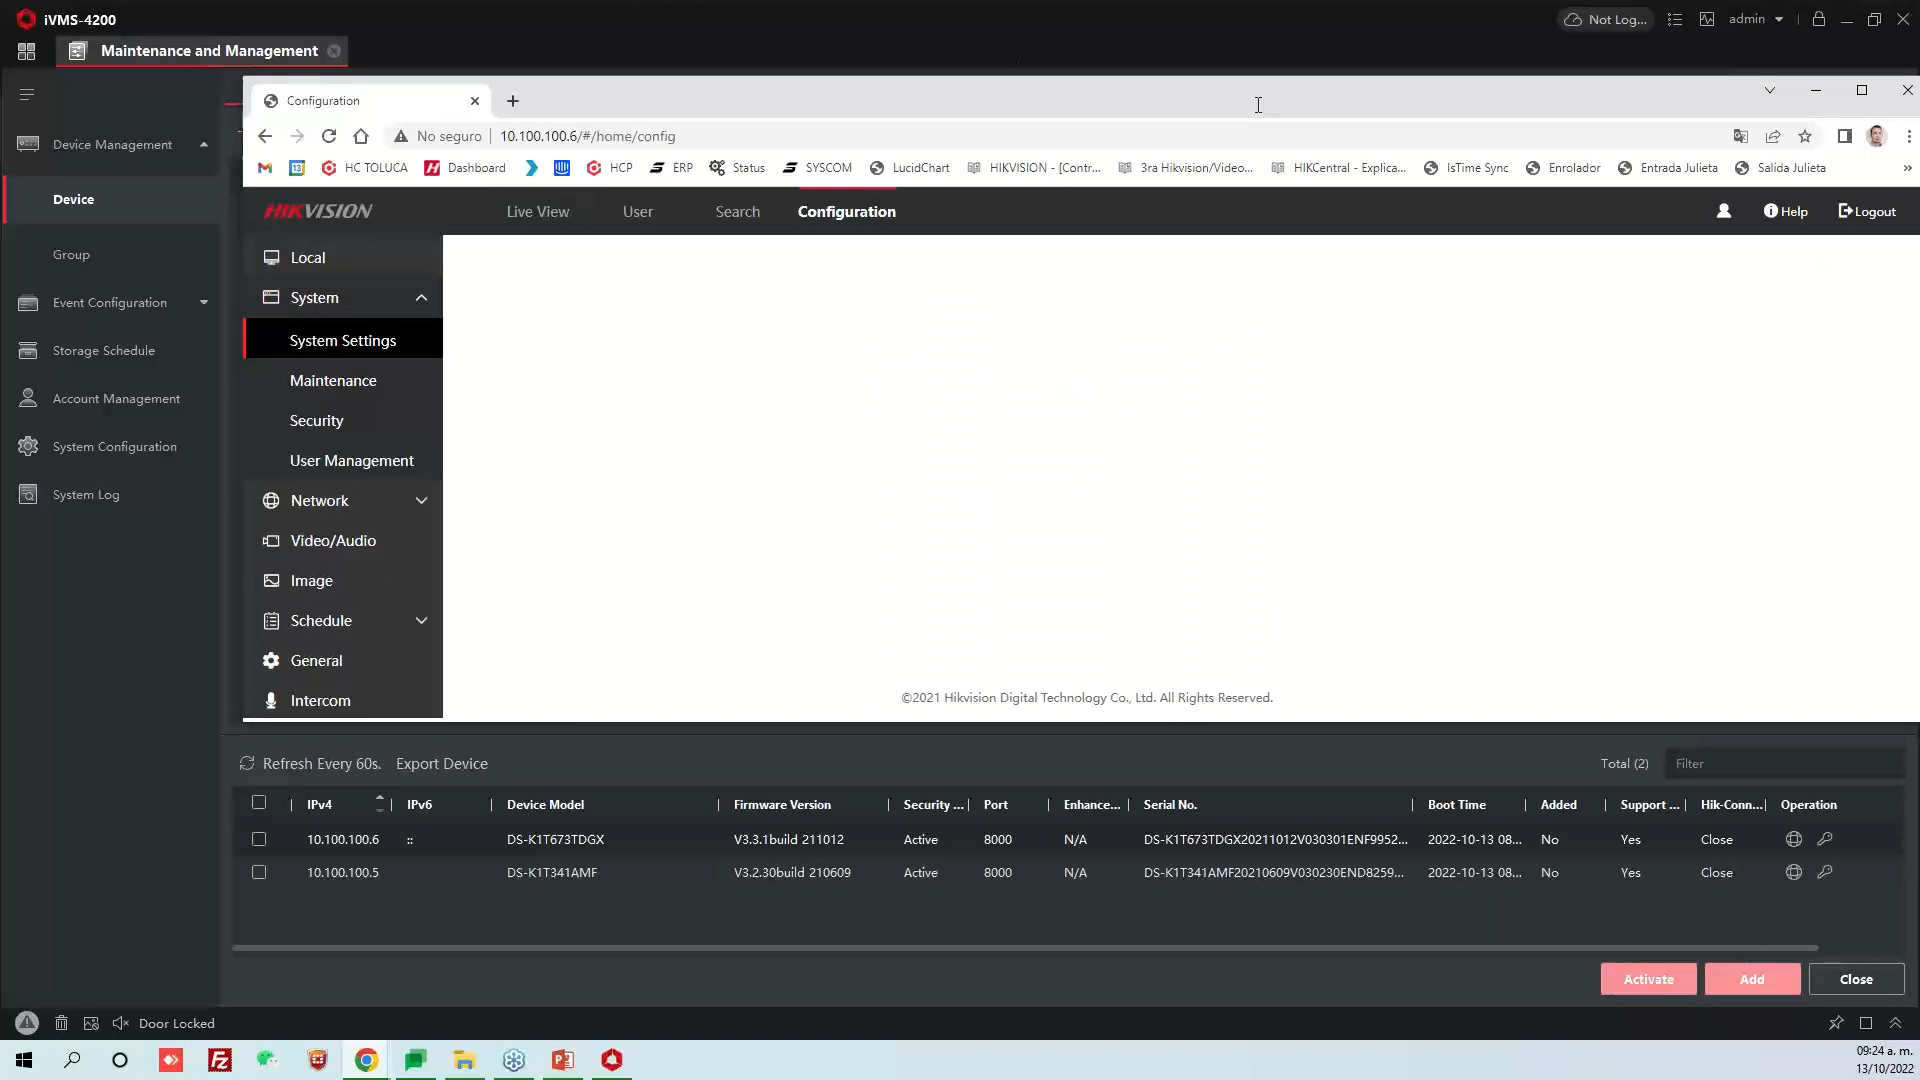 iVMS-4200
Not Log...
admin
Maintenance and Management
Configuration
No seguro
10.100.100.6/#/home/config
HC TOLUCA
Dashboard
HCP
ERP
Status
SYSCOM
LucidChart
HIKVISION - [Contr...
3ra Hikvision/Video...
HIKCentral - Explica...
IsTime Sync
Enrolador
Entrada Julieta
Salida Julieta
»
HIKVISION
Live View
User
Search
Configuration
Help
Logout
Device Management
Device
Group
Event Configuration
Storage Schedule
Account Management
System Configuration
System Log
Local
System
System Settings
Maintenance
Security
User Management
Network
Video/Audio
Image
Schedule
General
Intercom
©2021 Hikvision Digital Technology Co., Ltd. All Rights Reserved.
Refresh Every 60s.
Export Device
Total (2)
Filter
IPv4 IPv6 Device Model Firmware Version Security ... Port Enhance... Serial No. Boot Time Added Support ... Hik-Conn... Operation
10.100.100.6 :: DS-K1T673TDGX V3.3.1build 211012 Active 8000 N/A DS-K1T673TDGX20211012V030301ENF9952... 2022-10-13 08... No Yes Close
10.100.100.5 DS-K1T341AMF V3.2.30build 210609 Active 8000 N/A DS-K1T341AMF20210609V030230END8259... 2022-10-13 08... No Yes Close
Activate
Add
Close
Door Locked
09:24 a. m.
13/10/2022